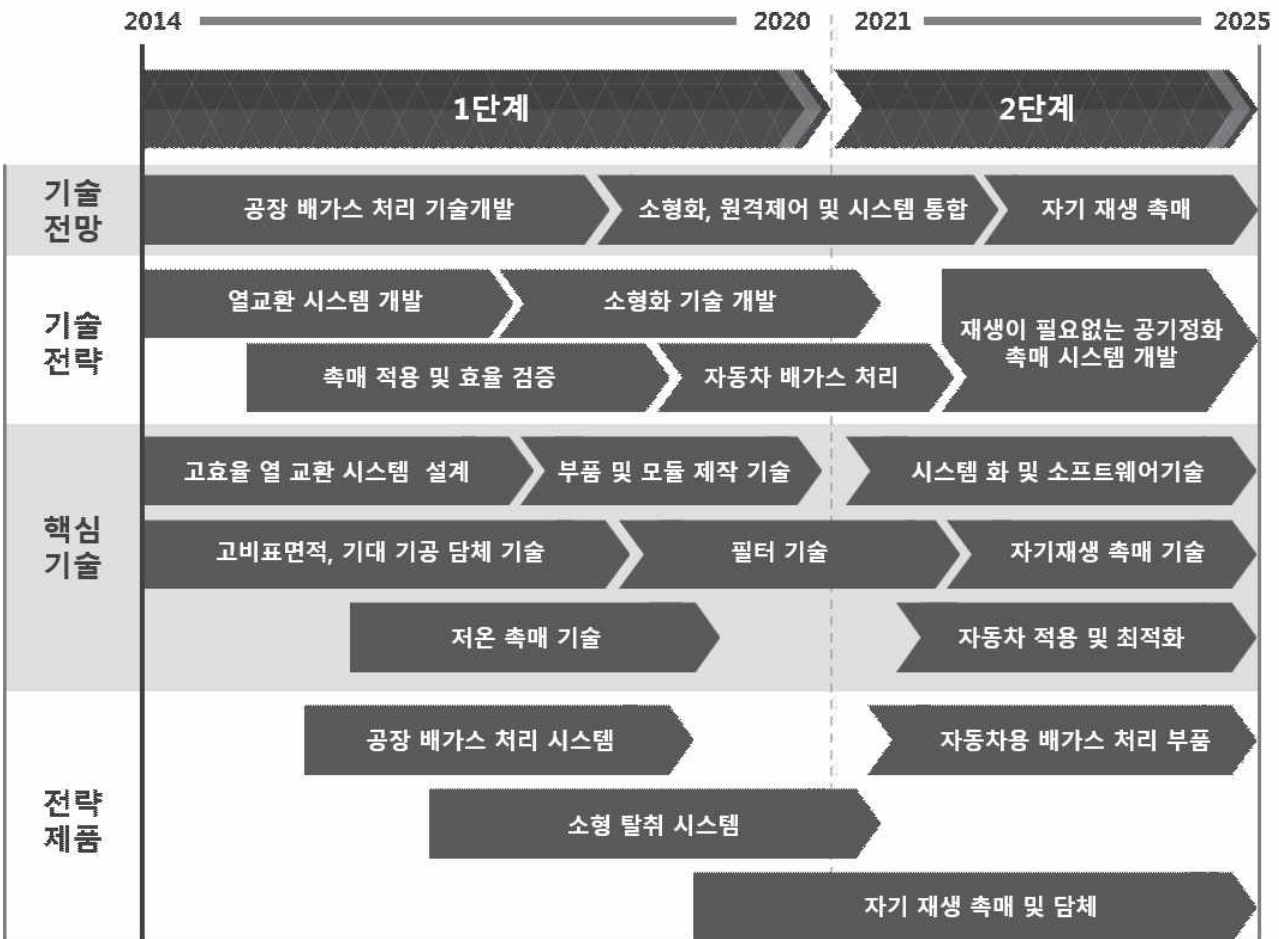 2014
2020
2021
2025
1단계
2단계
기술
전망
공장 배가스 처리 기술개발
소형화, 원격제어 및 시스템 통합
자기 재생 촉매
기술
전략
열교환 시스템 개발
소형화 기술 개발
재생이 필요없는 공기정화
촉매 시스템 개발
촉매 적용 및 효율 검증
자동차 배가스 처리
핵심
기술
고효율 열 교환 시스템 설계
부품 및 모듈 제작 기술
시스템 화 및 소프트웨어기술
고비표면적, 기대 기공 담체 기술
필터 기술
자기재생 촉매 기술
저온 촉매 기술
자동차 적용 및 최적화
전략
제품
공장 배가스 처리 시스템
자동차용 배가스 처리 부품
소형 탈취 시스템
자기 재생 촉매 및 담체